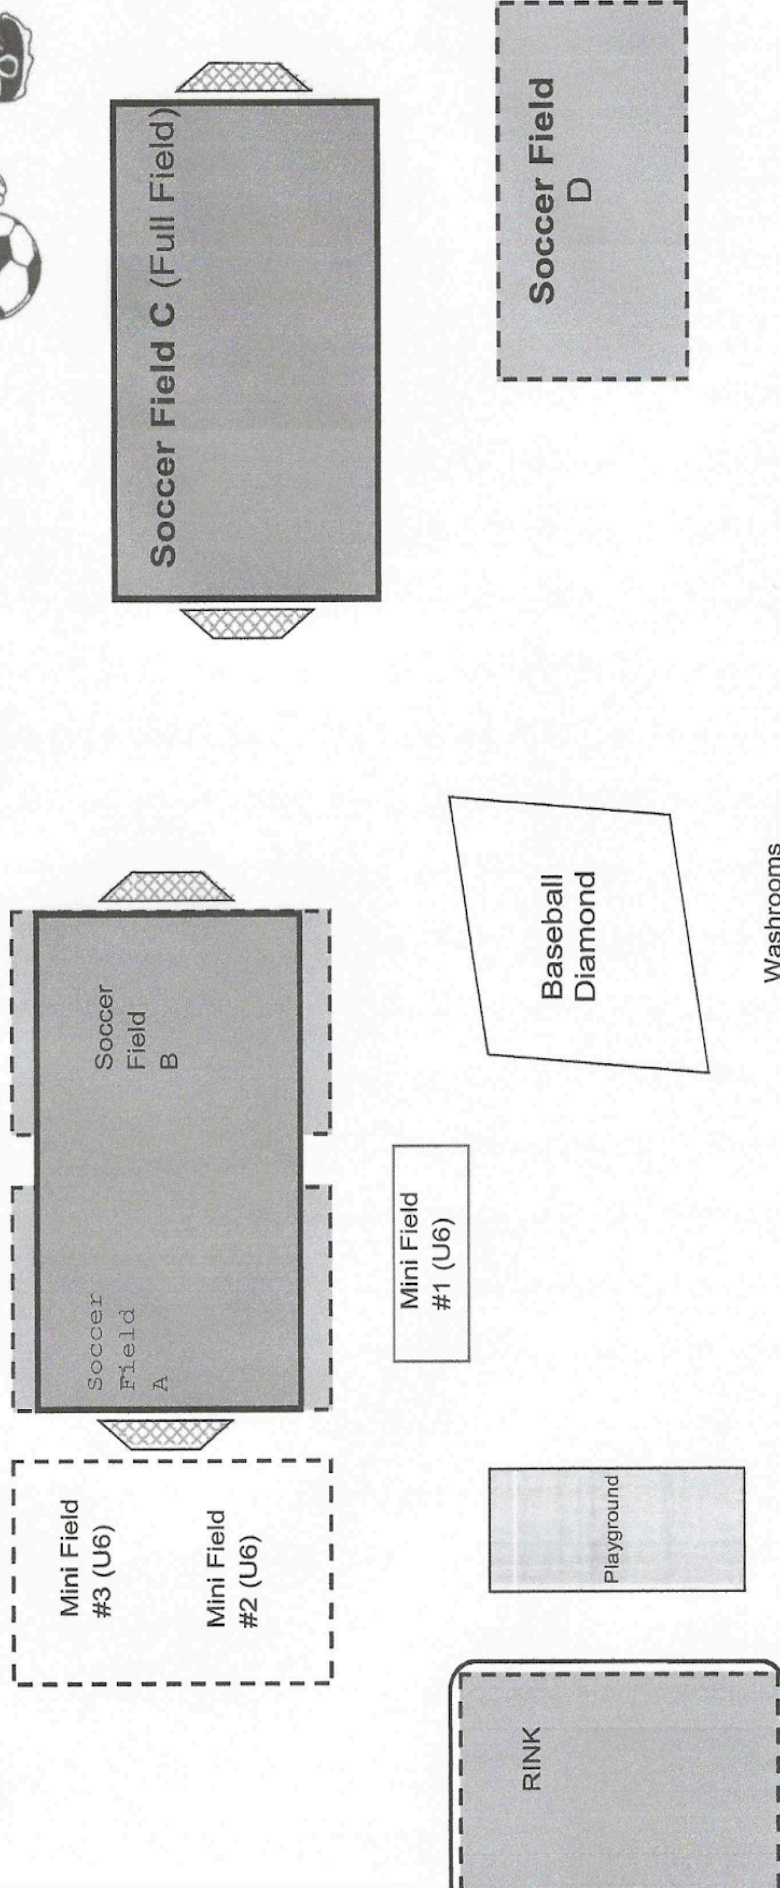 Mini Field
#3 (U6)
Mini Field
#2 (U6)
Soccer
Field
A
Soccer
Field
B
Soccer Field C (Full Field)
RINK
Playground
Mini Field
#1 (U6)
Baseball
Diamond
Soccer Field
D
Washrooms